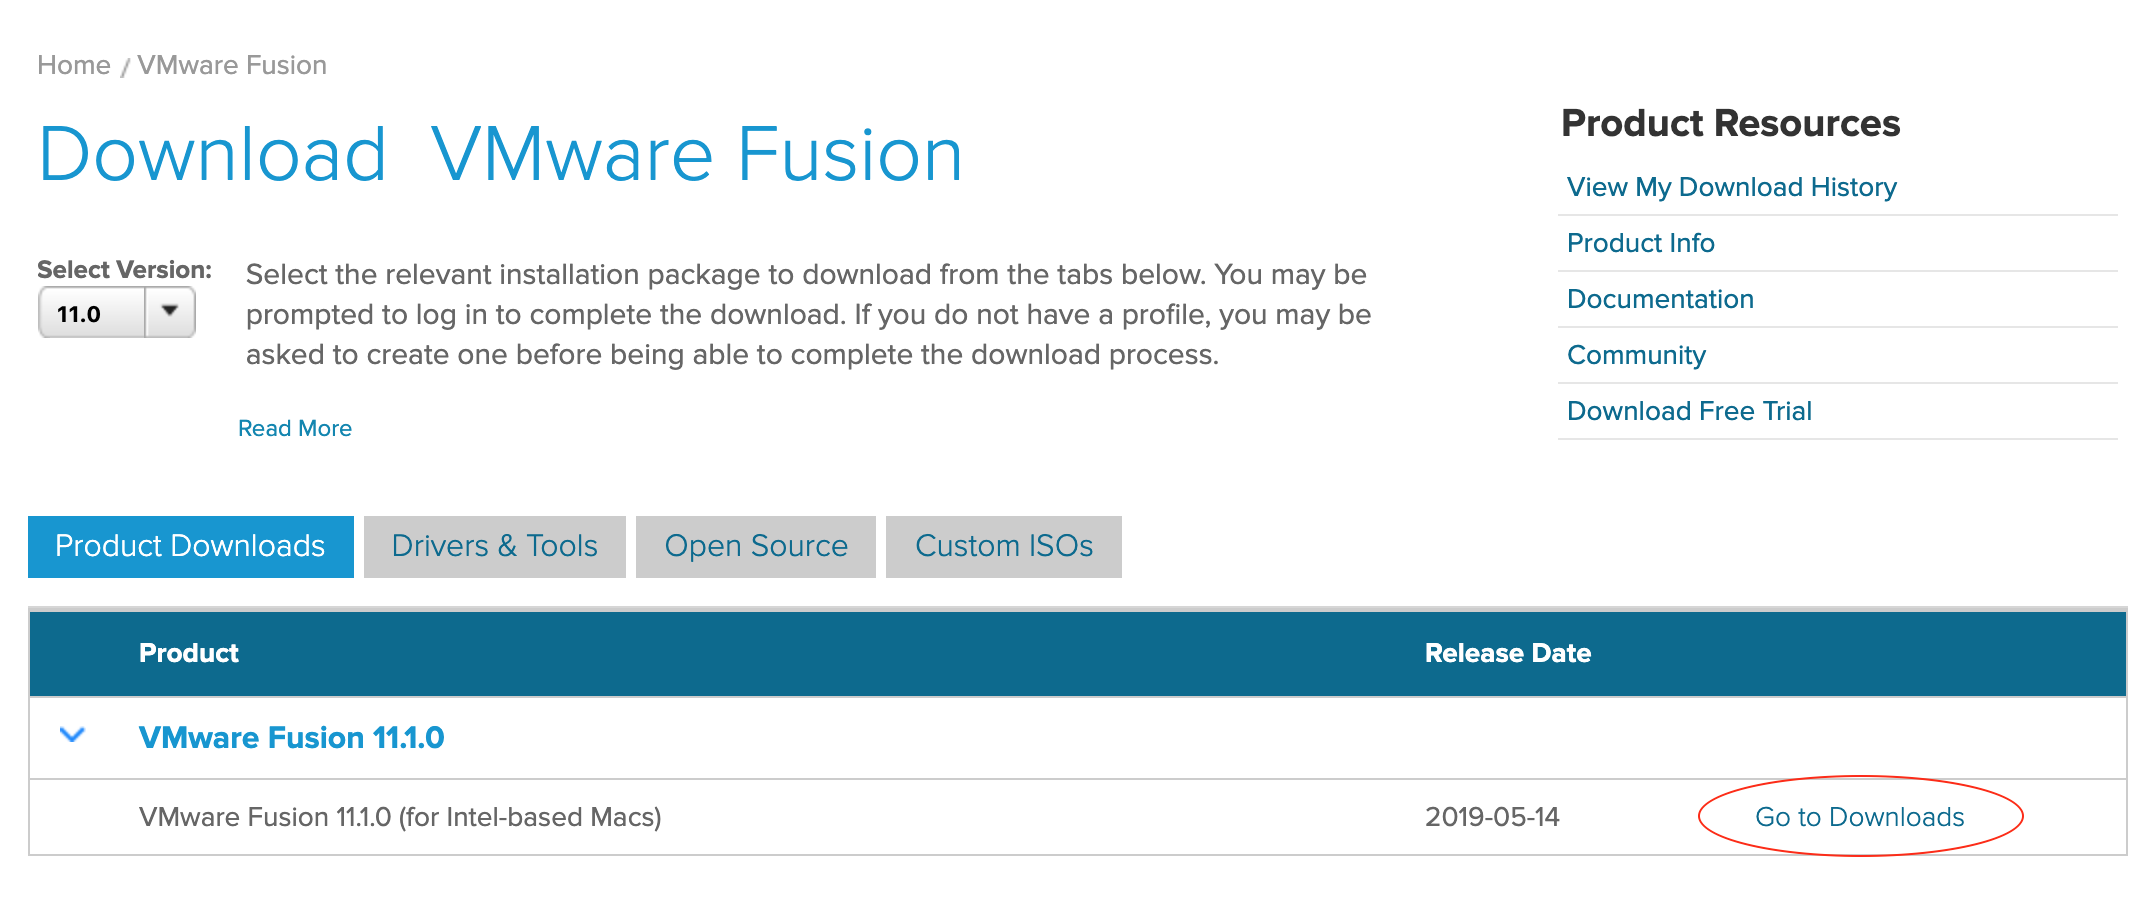 Home / VMware Fusion
Download VMware Fusion
Select Version:
11.0
Select the relevant installation package to download from the tabs below. You may be
prompted to log in to complete the download. If you do not have a profile, you may be
asked to create one before being able to complete the download process.
Read More
Product Resources
View My Download History
Product Info
Documentation
Community
Download Free Trial
Product Downloads
Drivers & Tools
Open Source
Custom ISOs
Product Release Date
VMware Fusion 11.1.0
VMware Fusion 11.1.0 (for Intel-based Macs) 2019-05-14 Go to Downloads